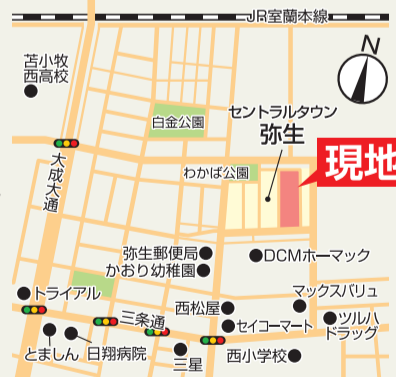 JR室蘭本線
N
苫小牧
西高校
セントラルタウン
弥生
白金公園
わかば公園
現地
大成大通
弥生郵便局
かおり幼稚園
DCMホーマック
トライアル
マックスバリュ
西松屋
三条通
セイコーマート
ツルハ
ドラッグ
とましん
日翔病院
三星
西小学校